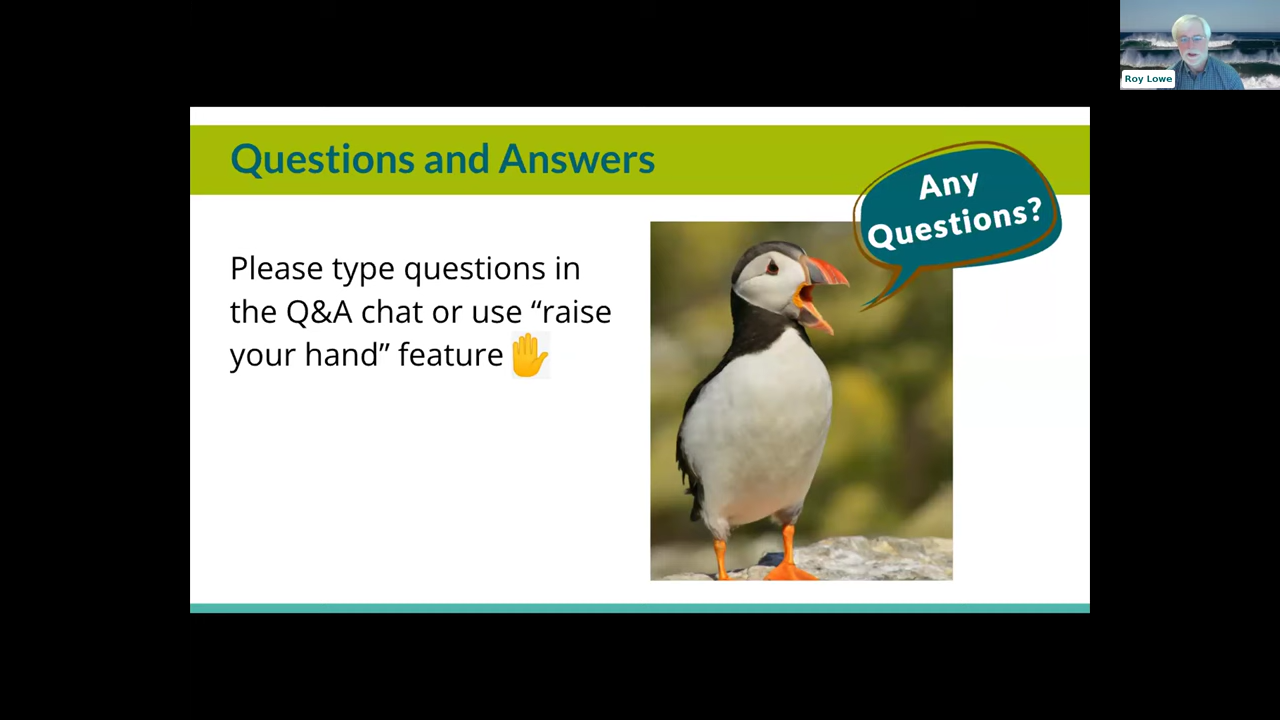 Roy Lowe
Questions and Answers
Any
Questions?
Please type questions in
the Q&A chat or use “raise
your hand” feature